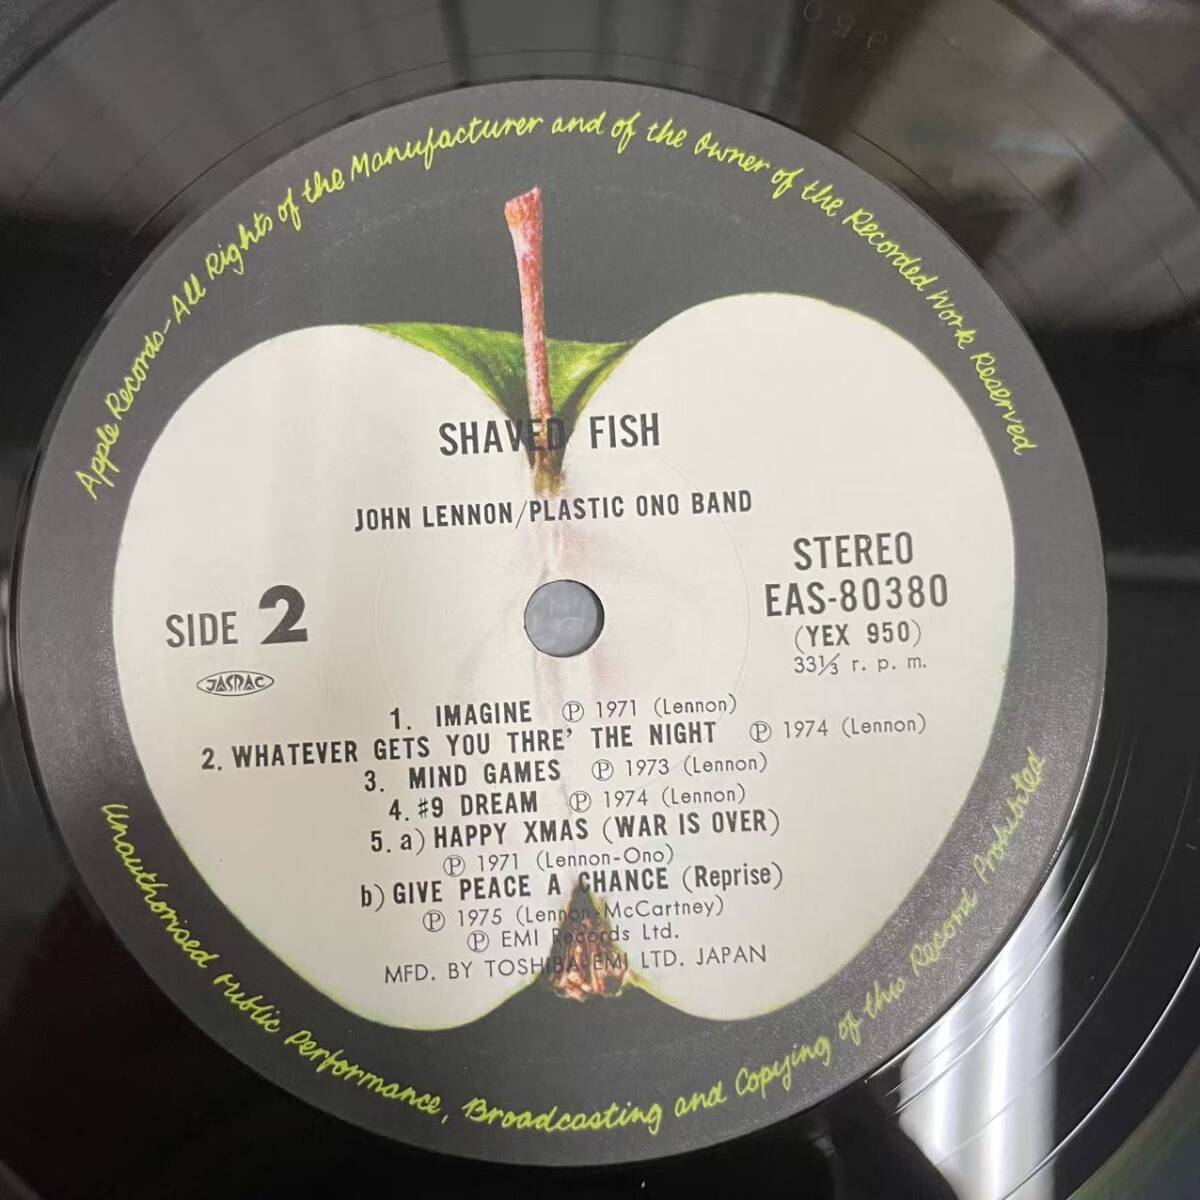 Apple Records-All Rights of the Manufacturer and of the Owner of the Recorded Work Reserved
SHAVED FISH
JOHN LENNON/PLASTIC ONO BAND
STEREO
EAS-80380
(YEX 950)
33⅓ r. p. m.
SIDE 2
JASRAC
1. IMAGINE ℗ 1971 (Lennon)
2. WHATEVER GETS YOU THRE' THE NIGHT ℗ 1974 (Lennon)
3. MIND GAMES ℗ 1973 (Lennon)
4. #9 DREAM ℗ 1974 (Lennon)
5. a) HAPPY XMAS (WAR IS OVER)
℗ 1971 (Lennon-Ono)
b) GIVE PEACE A CHANCE (Reprise)
℗ 1975 (Lennon-McCartney)
℗ EMI Records Ltd.
MFD. BY TOSHIBA-EMI LTD. JAPAN
Unauthorised Public Performance, Broadcasting and Copying of this Record Prohibited